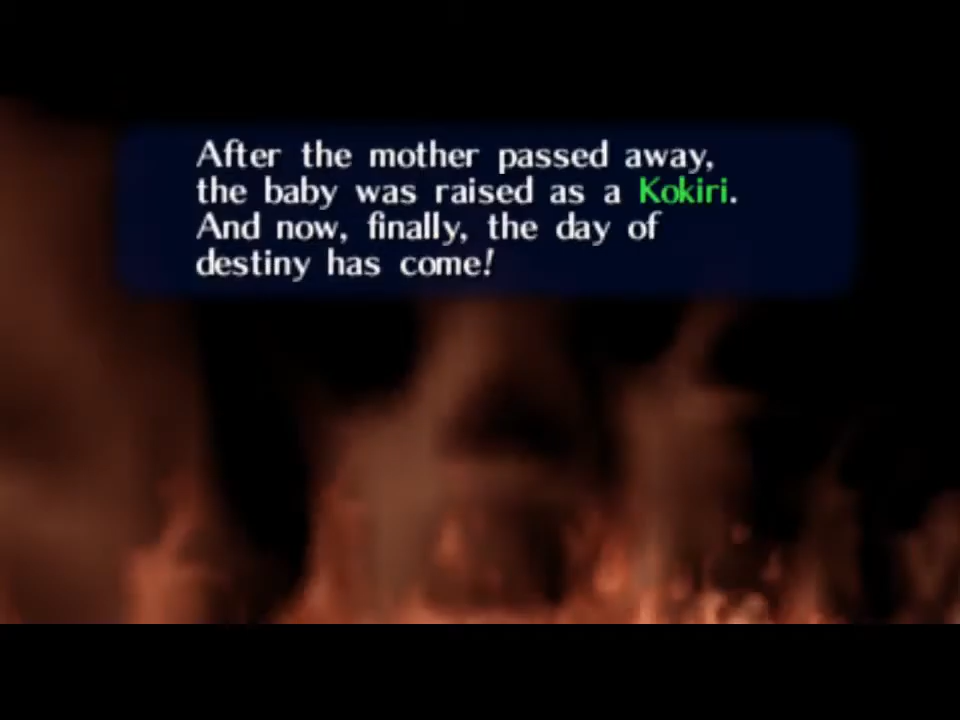 After the mother passed away,
the baby was raised as a Kokiri.
And now, finally, the day of
destiny has come!